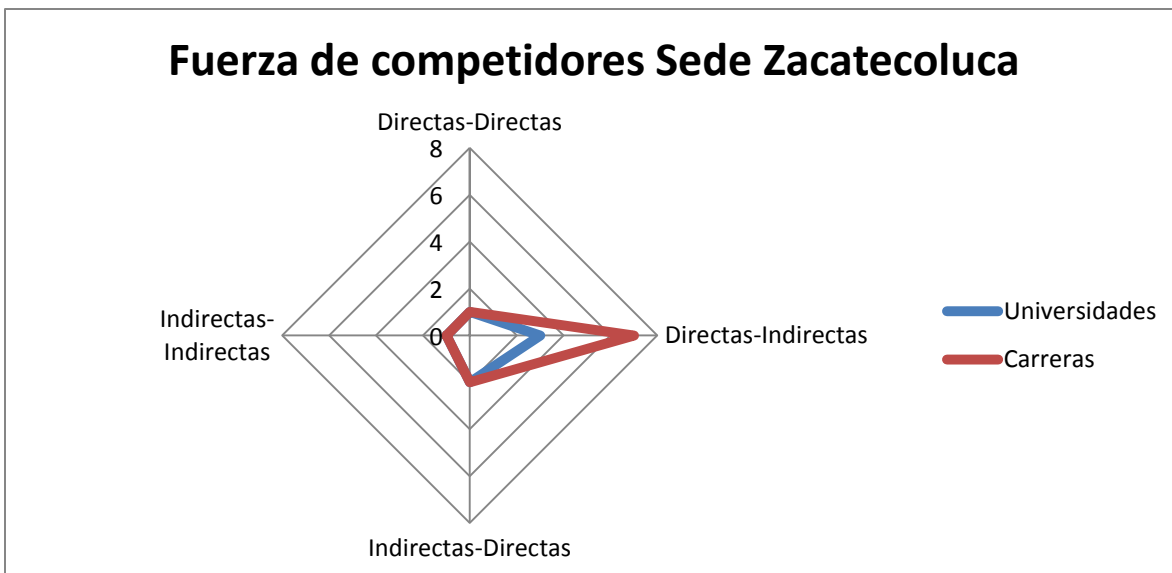 Fuerza de competidores Sede Zacatecoluca
Directas-Directas
8
6
4
2
0
Directas-Indirectas
Indirectas-Directas
Indirectas-
Indirectas
Universidades
Carreras